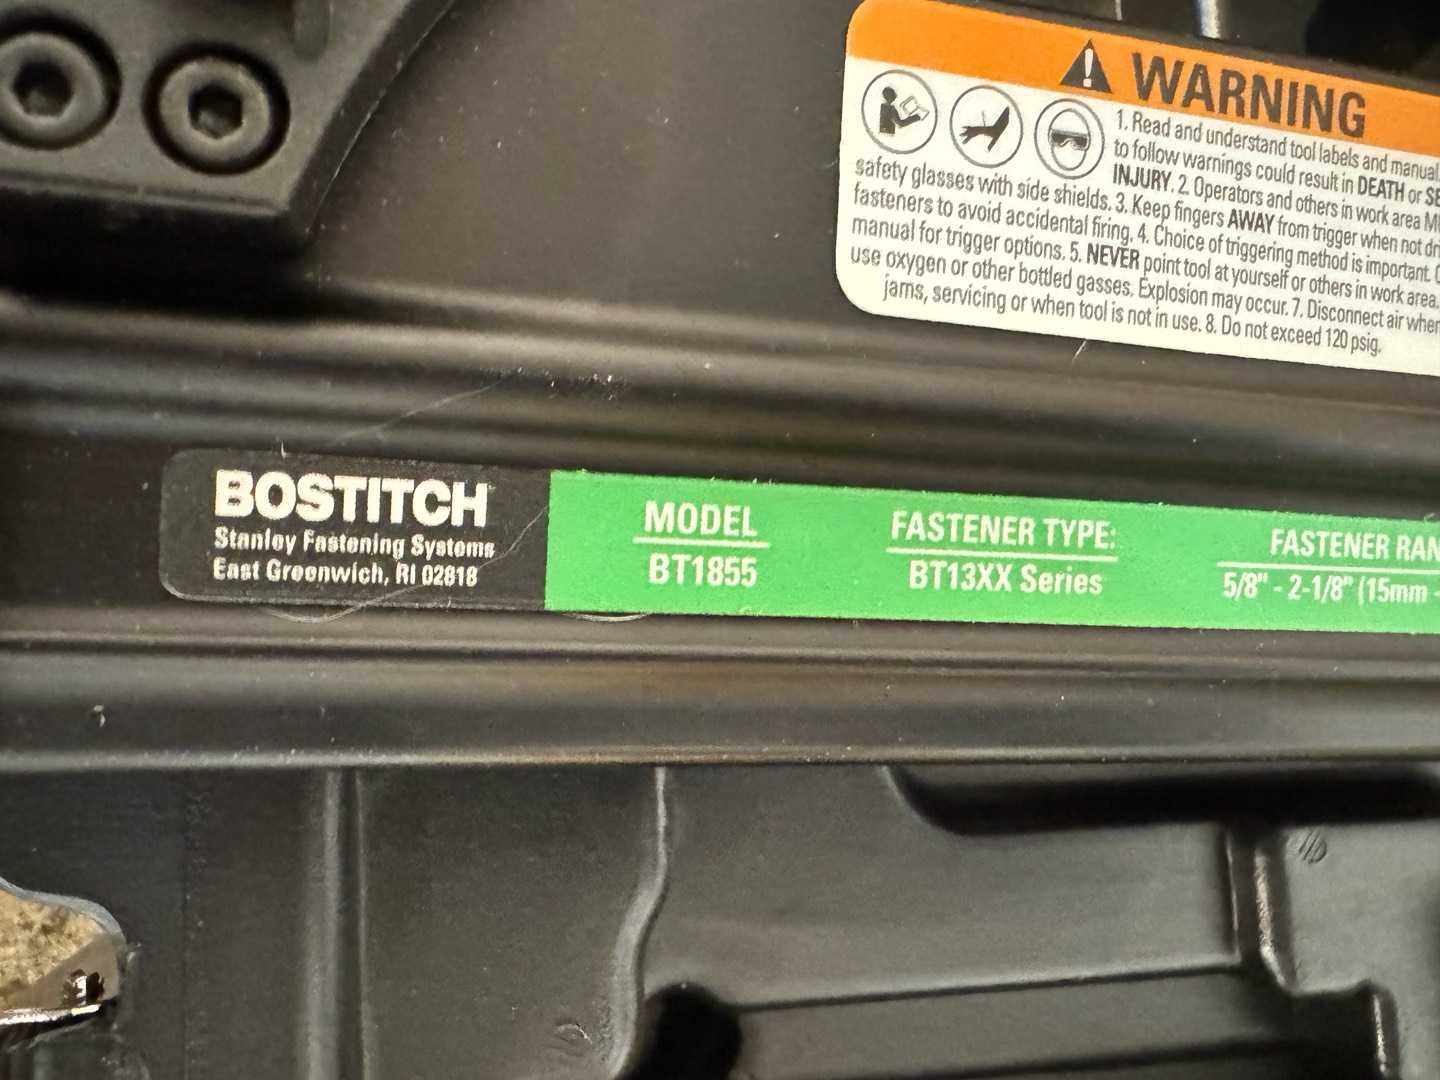 WARNING
1. Read and understand tool labels and manual.
to follow warnings could result in DEATH or
INJURY. 2. Operators and others in work area
safety glasses with side shields. 3. Keep fingers AWAY from trigger when not
fasteners to avoid accidental firing. 4. Choice of triggering method is important.
manual for trigger options. 5. NEVER point tool at yourself or others in work area.
use oxygen or other bottled gasses. Explosion may occur. 7. Disconnect air when
jams, servicing or when tool is not in use. 8. Do not exceed 120 psig.
BOSTITCH
Stanley Fastening Systems
East Greenwich, RI 02818
MODEL
BT1855
FASTENER TYPE:
BT13XX Series
FASTENER RAN
5/8" - 2-1/8" (15mm -